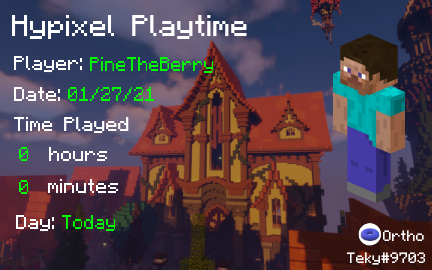 Hypixel Playtime
Player: PineTheBerry
Date: 01/27/21
Time Played
0 hours
0 minutes
Day: Today
Ortho
Teky#9703